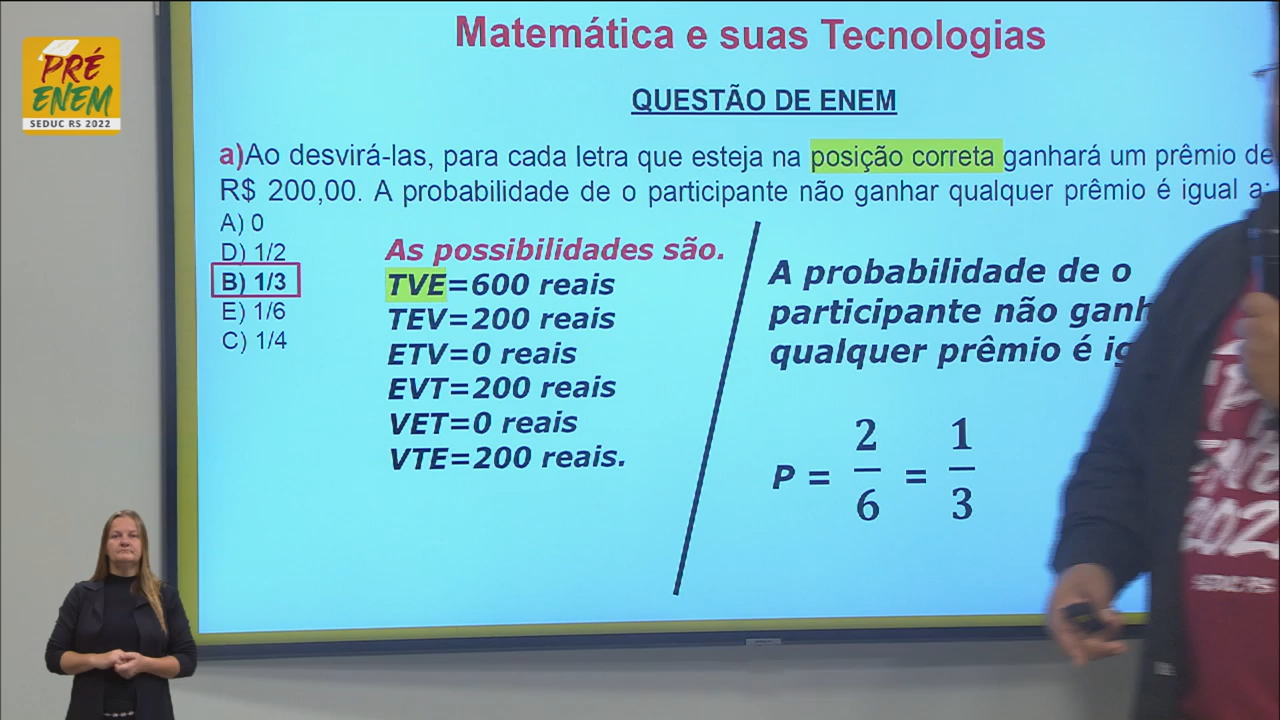 PRÉ
ENEM
SEDUC RS 2022
Matemática e suas Tecnologias
QUESTÃO DE ENEM
a)Ao desvirá-las, para cada letra que esteja na posição correta ganhará um prêmio de
R$ 200,00. A probabilidade de o participante não ganhar qualquer prêmio é igual a:
A) 0
D) 1/2
B) 1/3
E) 1/6
C) 1/4
As possibilidades são.
TVE=600 reais
TEV=200 reais
ETV=0 reais
EVT=200 reais
VET=0 reais
VTE=200 reais.
A probabilidade de o
participante não
qualquer prêmio é
P = 2/6 = 1/3
SEDUC RS